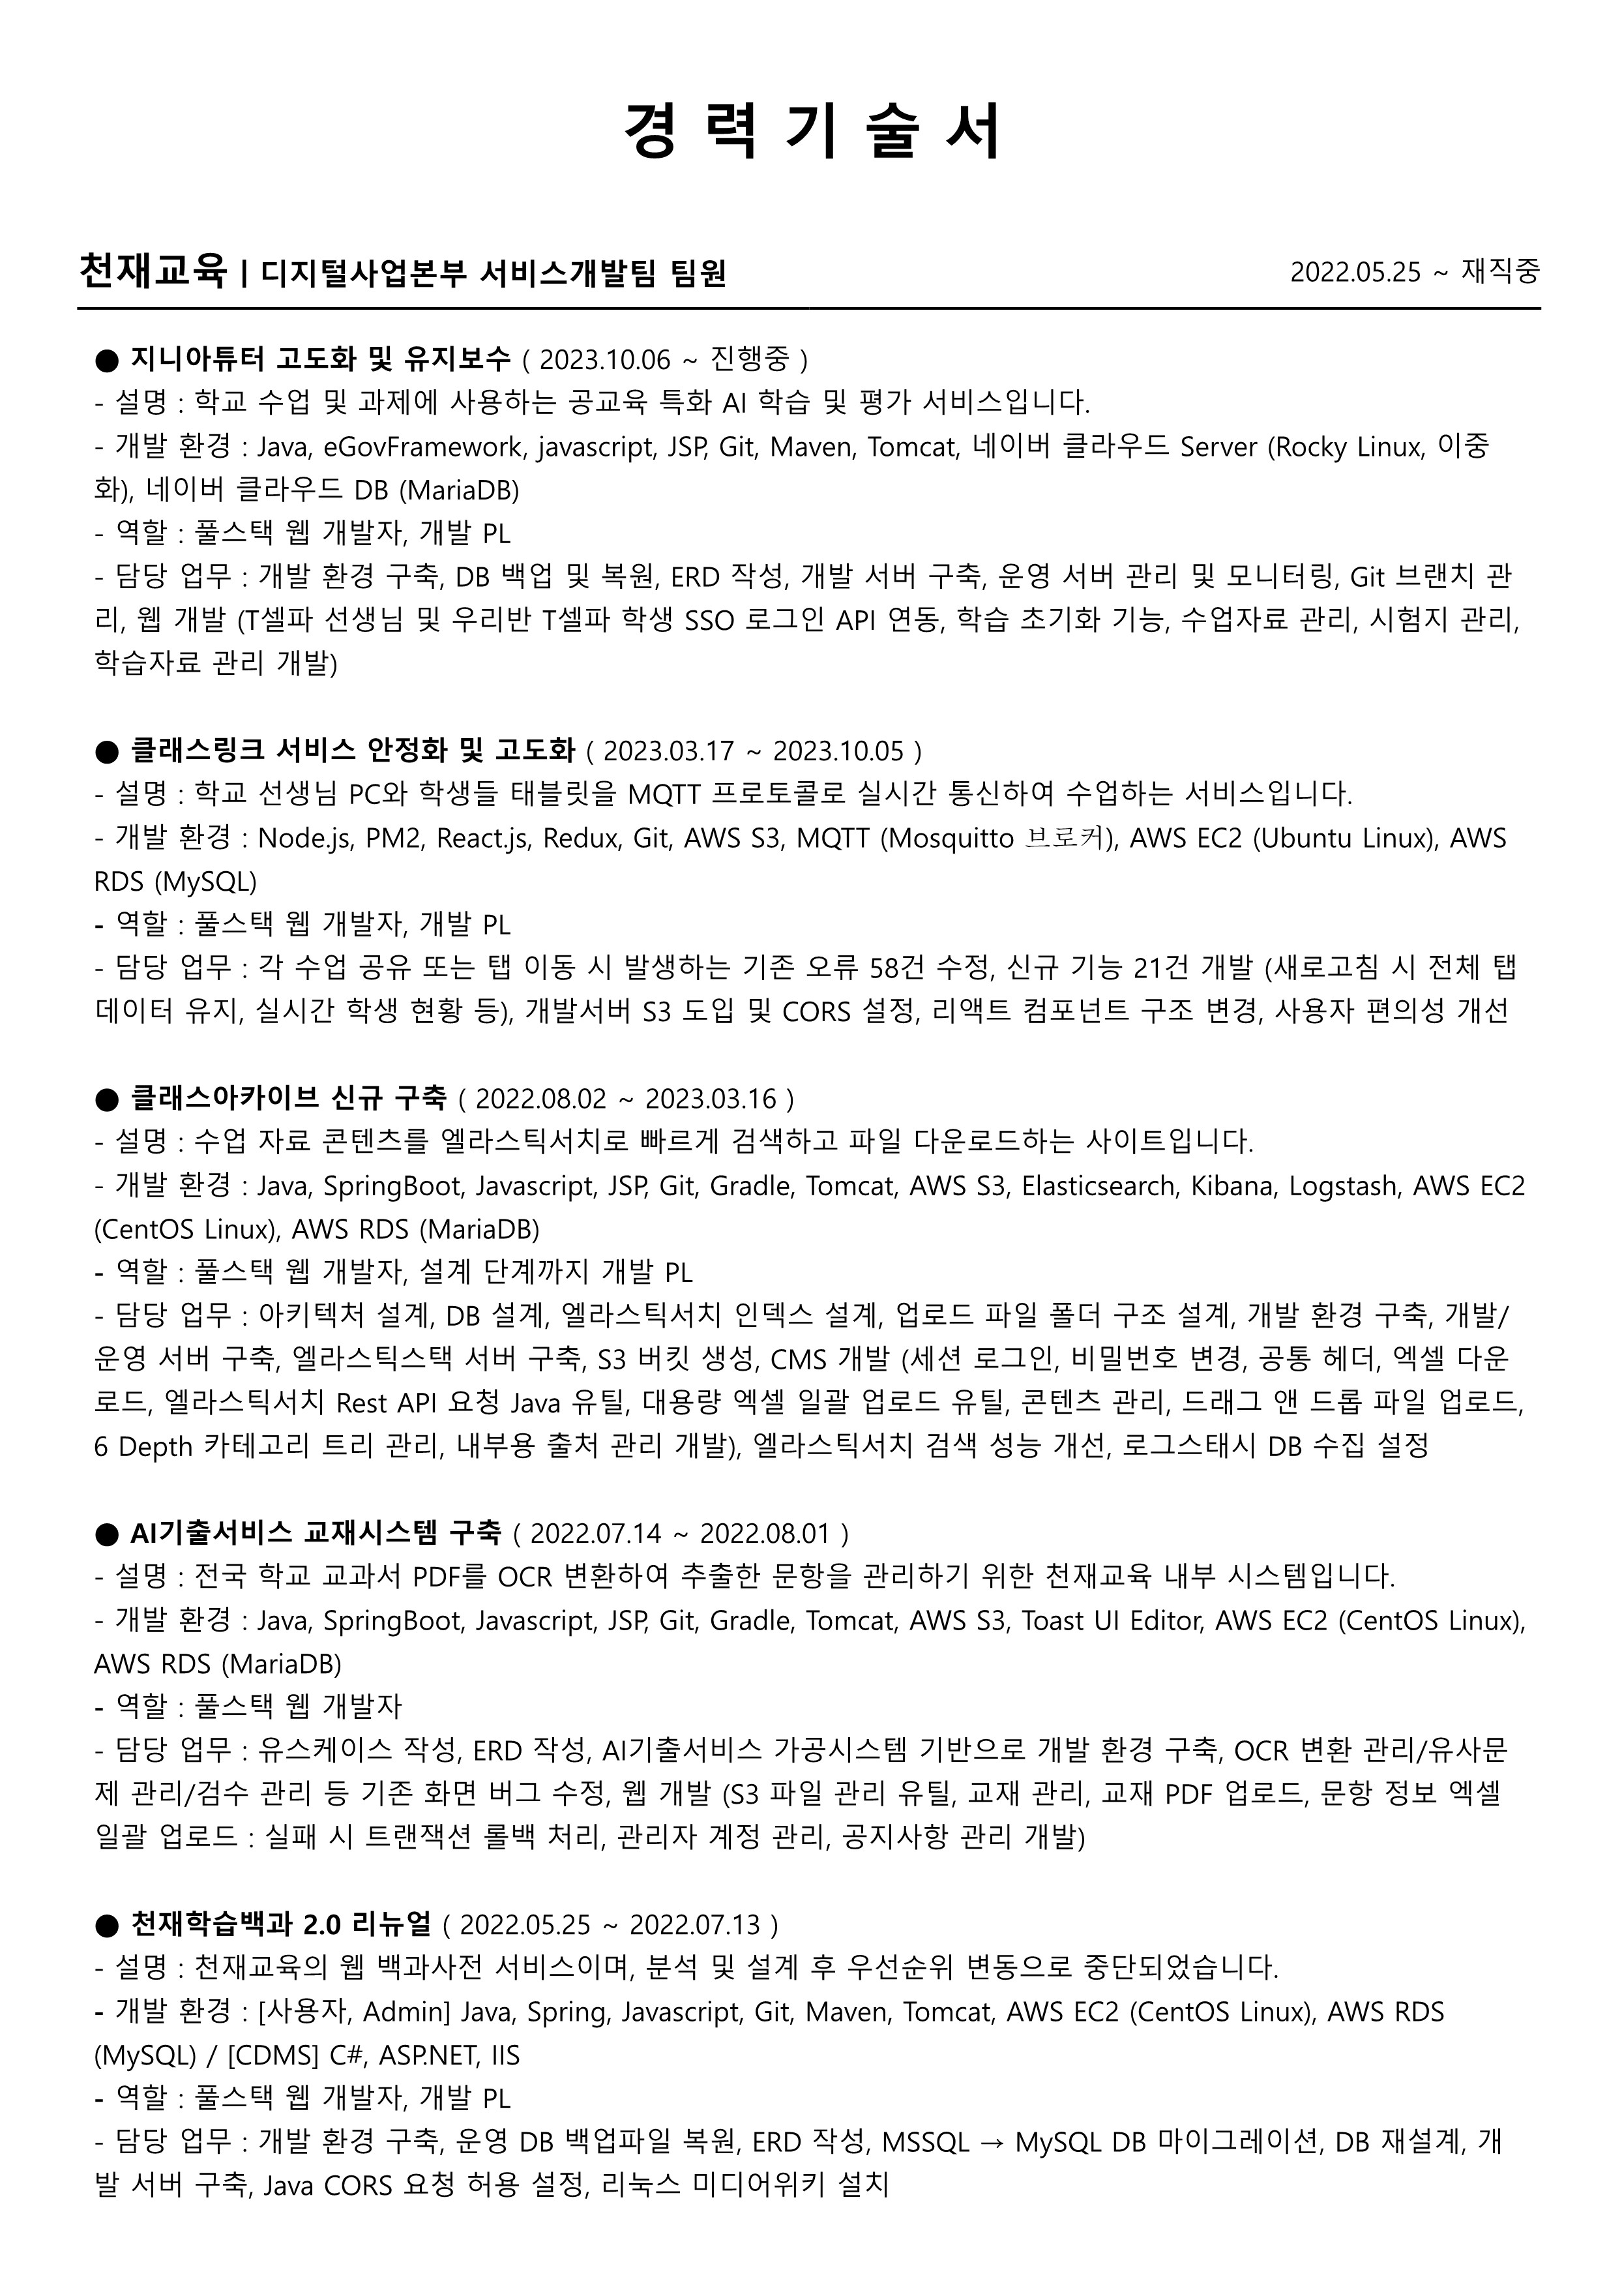 경 력 기 술 서
천재교육 | 디지털사업본부 서비스개발팀 팀원 2022.05.25 ~ 재직중
● 지니아튜터 고도화 및 유지보수 ( 2023.10.06 ~ 진행중 )
- 설명 : 학교 수업 및 과제에 사용하는 공교육 특화 AI 학습 및 평가 서비스입니다.
- 개발 환경 : Java, eGovFramework, javascript, JSP, Git, Maven, Tomcat, 네이버 클라우드 Server (Rocky Linux, 이중
화), 네이버 클라우드 DB (MariaDB)
- 역할 : 풀스택 웹 개발자, 개발 PL
- 담당 업무 : 개발 환경 구축, DB 백업 및 복원, ERD 작성, 개발 서버 구축, 운영 서버 관리 및 모니터링, Git 브랜치 관
리, 웹 개발 (T셀파 선생님 및 우리반 T셀파 학생 SSO 로그인 API 연동, 학습 초기화 기능, 수업자료 관리, 시험지 관리,
학습자료 관리 개발)
● 클래스링크 서비스 안정화 및 고도화 ( 2023.03.17 ~ 2023.10.05 )
- 설명 : 학교 선생님 PC와 학생들 태블릿을 MQTT 프로토콜로 실시간 통신하여 수업하는 서비스입니다.
- 개발 환경 : Node.js, PM2, React.js, Redux, Git, AWS S3, MQTT (Mosquitto 브로커), AWS EC2 (Ubuntu Linux), AWS
RDS (MySQL)
- 역할 : 풀스택 웹 개발자, 개발 PL
- 담당 업무 : 각 수업 공유 또는 탭 이동 시 발생하는 기존 오류 58건 수정, 신규 기능 21건 개발 (새로고침 시 전체 탭
데이터 유지, 실시간 학생 현황 등), 개발서버 S3 도입 및 CORS 설정, 리액트 컴포넌트 구조 변경, 사용자 편의성 개선
● 클래스아카이브 신규 구축 ( 2022.08.02 ~ 2023.03.16 )
- 설명 : 수업 자료 콘텐츠를 엘라스틱서치로 빠르게 검색하고 파일 다운로드하는 사이트입니다.
- 개발 환경 : Java, SpringBoot, Javascript, JSP, Git, Gradle, Tomcat, AWS S3, Elasticsearch, Kibana, Logstash, AWS EC2
(CentOS Linux), AWS RDS (MariaDB)
- 역할 : 풀스택 웹 개발자, 설계 단계까지 개발 PL
- 담당 업무 : 아키텍처 설계, DB 설계, 엘라스틱서치 인덱스 설계, 업로드 파일 폴더 구조 설계, 개발 환경 구축, 개발/
운영 서버 구축, 엘라스틱스택 서버 구축, S3 버킷 생성, CMS 개발 (세션 로그인, 비밀번호 변경, 공통 헤더, 엑셀 다운
로드, 엘라스틱서치 Rest API 요청 Java 유틸, 대용량 엑셀 일괄 업로드 유틸, 콘텐츠 관리, 드래그 앤 드롭 파일 업로드,
6 Depth 카테고리 트리 관리, 내부용 출처 관리 개발), 엘라스틱서치 검색 성능 개선, 로그스태시 DB 수집 설정
● AI기출서비스 교재시스템 구축 ( 2022.07.14 ~ 2022.08.01 )
- 설명 : 전국 학교 교과서 PDF를 OCR 변환하여 추출한 문항을 관리하기 위한 천재교육 내부 시스템입니다.
- 개발 환경 : Java, SpringBoot, Javascript, JSP, Git, Gradle, Tomcat, AWS S3, Toast UI Editor, AWS EC2 (CentOS Linux),
AWS RDS (MariaDB)
- 역할 : 풀스택 웹 개발자
- 담당 업무 : 유스케이스 작성, ERD 작성, AI기출서비스 가공시스템 기반으로 개발 환경 구축, OCR 변환 관리/유사문
제 관리/검수 관리 등 기존 화면 버그 수정, 웹 개발 (S3 파일 관리 유틸, 교재 관리, 교재 PDF 업로드, 문항 정보 엑셀
일괄 업로드 : 실패 시 트랜잭션 롤백 처리, 관리자 계정 관리, 공지사항 관리 개발)
● 천재학습백과 2.0 리뉴얼 ( 2022.05.25 ~ 2022.07.13 )
- 설명 : 천재교육의 웹 백과사전 서비스이며, 분석 및 설계 후 우선순위 변동으로 중단되었습니다.
- 개발 환경 : [사용자, Admin] Java, Spring, Javascript, Git, Maven, Tomcat, AWS EC2 (CentOS Linux), AWS RDS
(MySQL) / [CDMS] C#, ASP.NET, IIS
- 역할 : 풀스택 웹 개발자, 개발 PL
- 담당 업무 : 개발 환경 구축, 운영 DB 백업파일 복원, ERD 작성, MSSQL → MySQL DB 마이그레이션, DB 재설계, 개
발 서버 구축, Java CORS 요청 허용 설정, 리눅스 미디어위키 설치